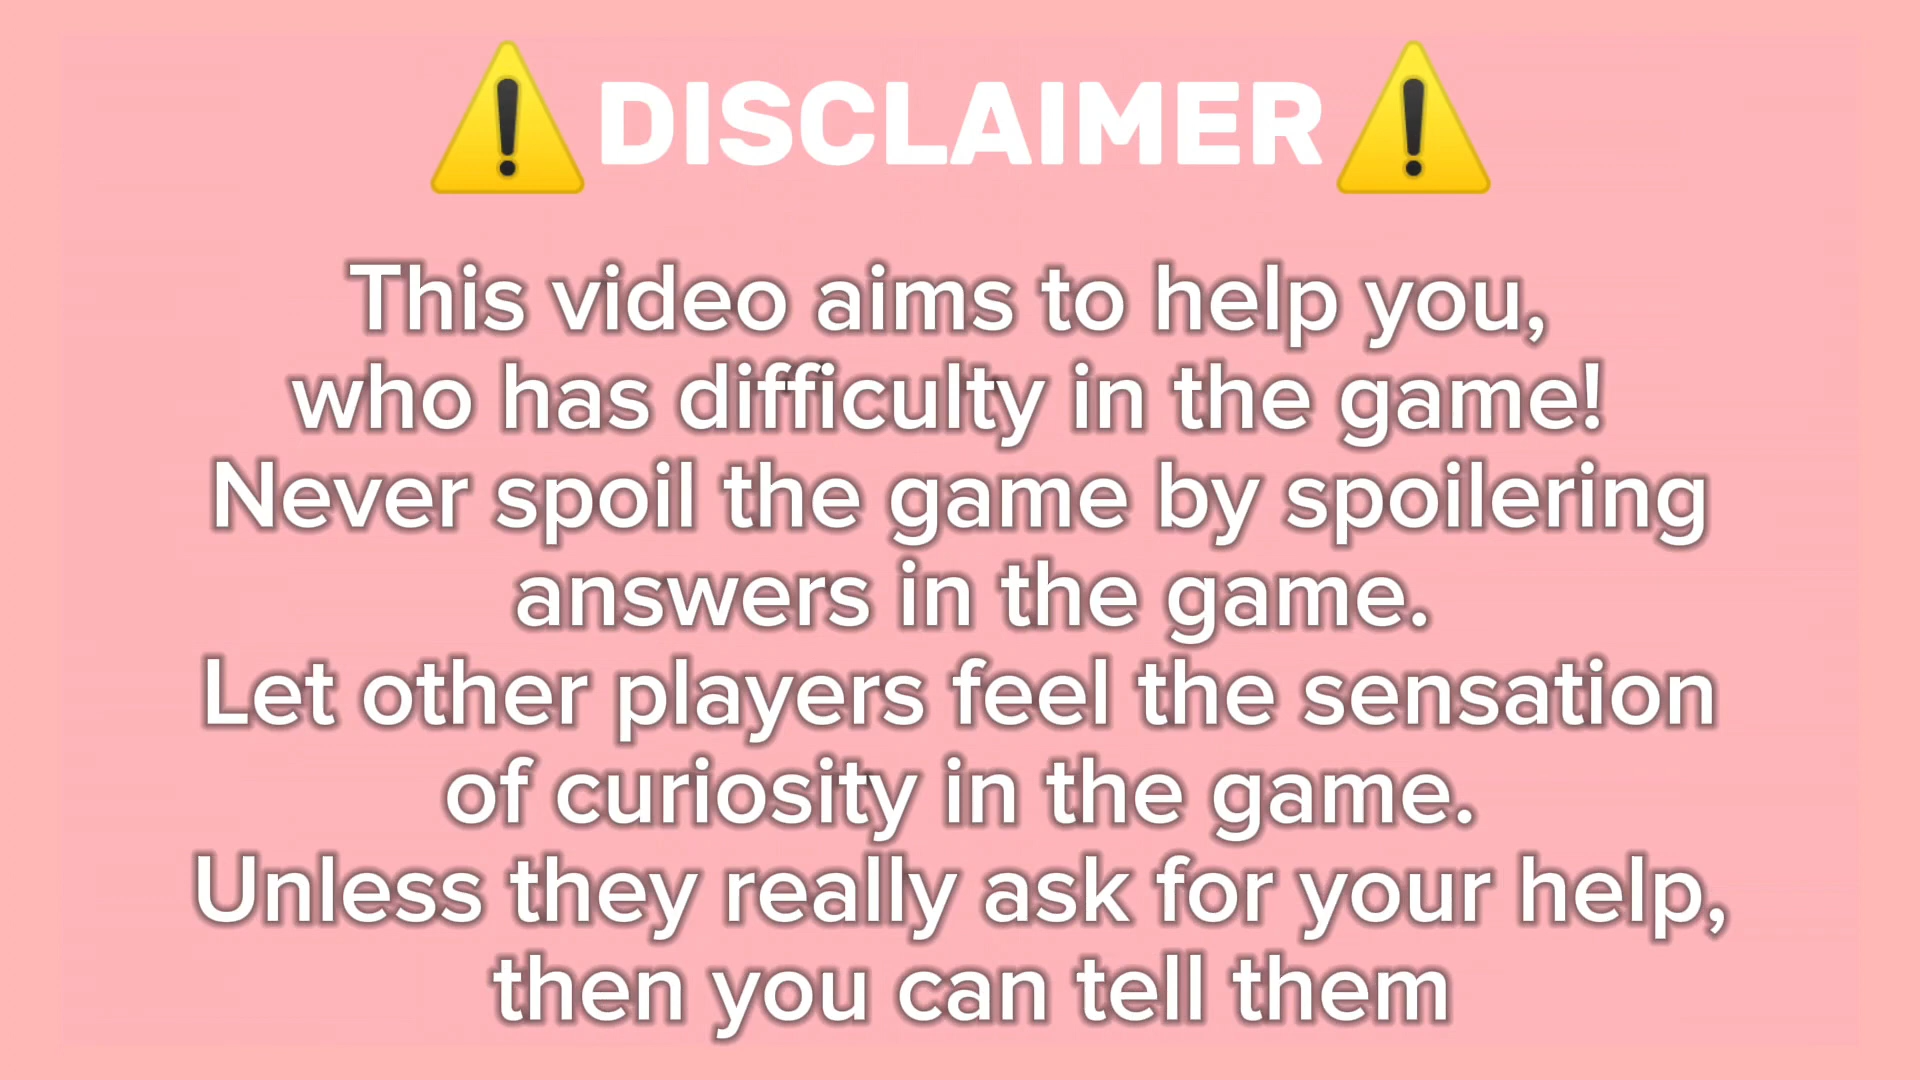 ⚠️DISCLAIMER⚠️
This video aims to help you,
who has difficulty in the game!
Never spoil the game by spoilering
answers in the game.
Let other players feel the sensation
of curiosity in the game.
Unless they really ask for your help,
then you can tell them